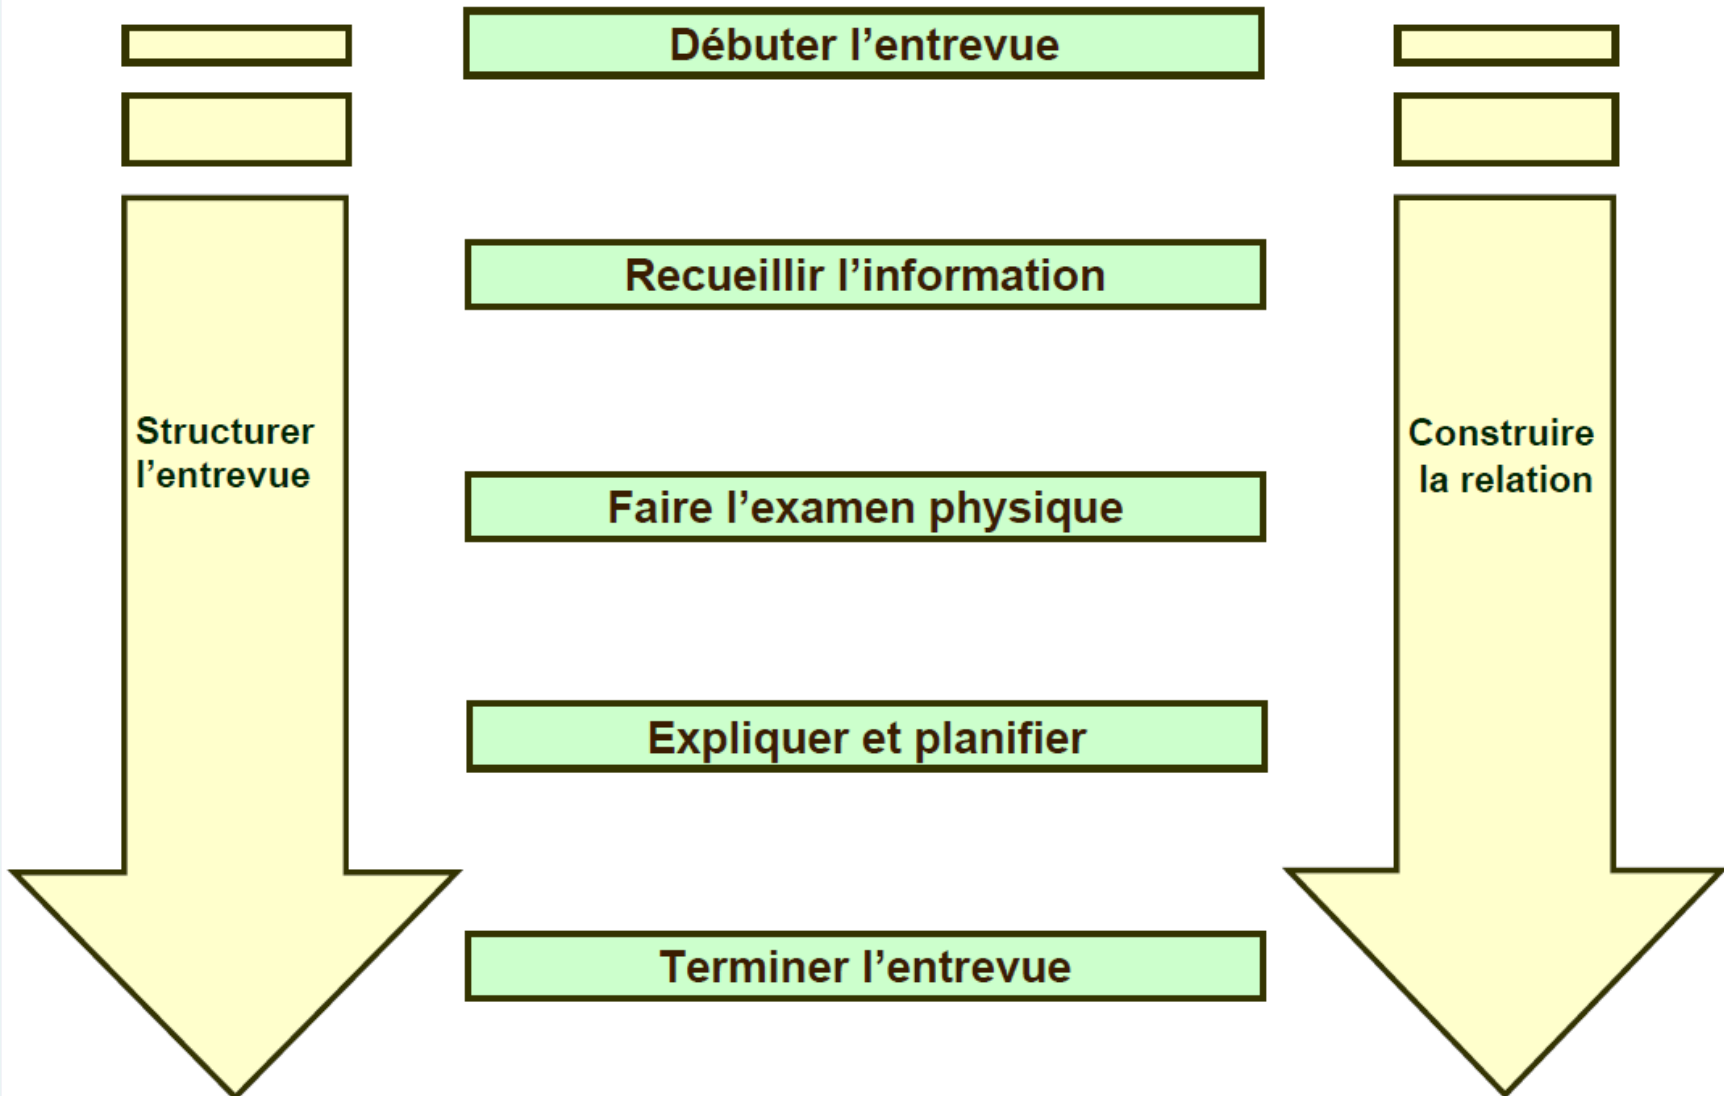 Débuter l’entrevue
Recueillir l’information
Structurer
l’entrevue
Construire
la relation
Faire l’examen physique
Expliquer et planifier
Terminer l’entrevue